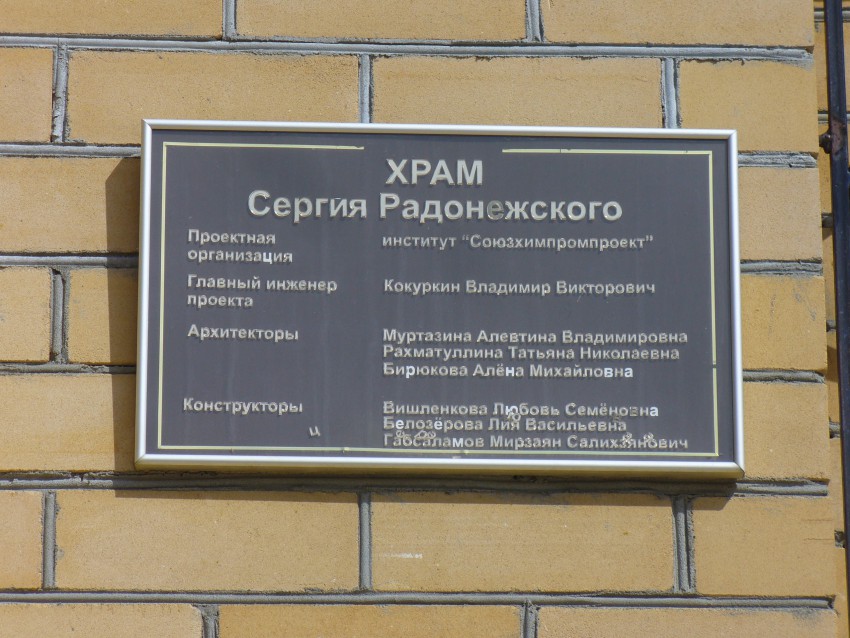 ХРАМ
Сергия Радонежского
Проектная организация институт "Союзхимпромпроект"
Главный инженер проекта Кокуркин Владимир Викторович
Архитекторы Муртазина Алевтина Владимировна
Рахматуллина Татьяна Николаевна
Бирюкова Алёна Михайловна
Конструкторы Вишленкова Любовь Семёновна
Белозёрова Лия Васильевна
Габсаламов Мирзаян Салихзянович